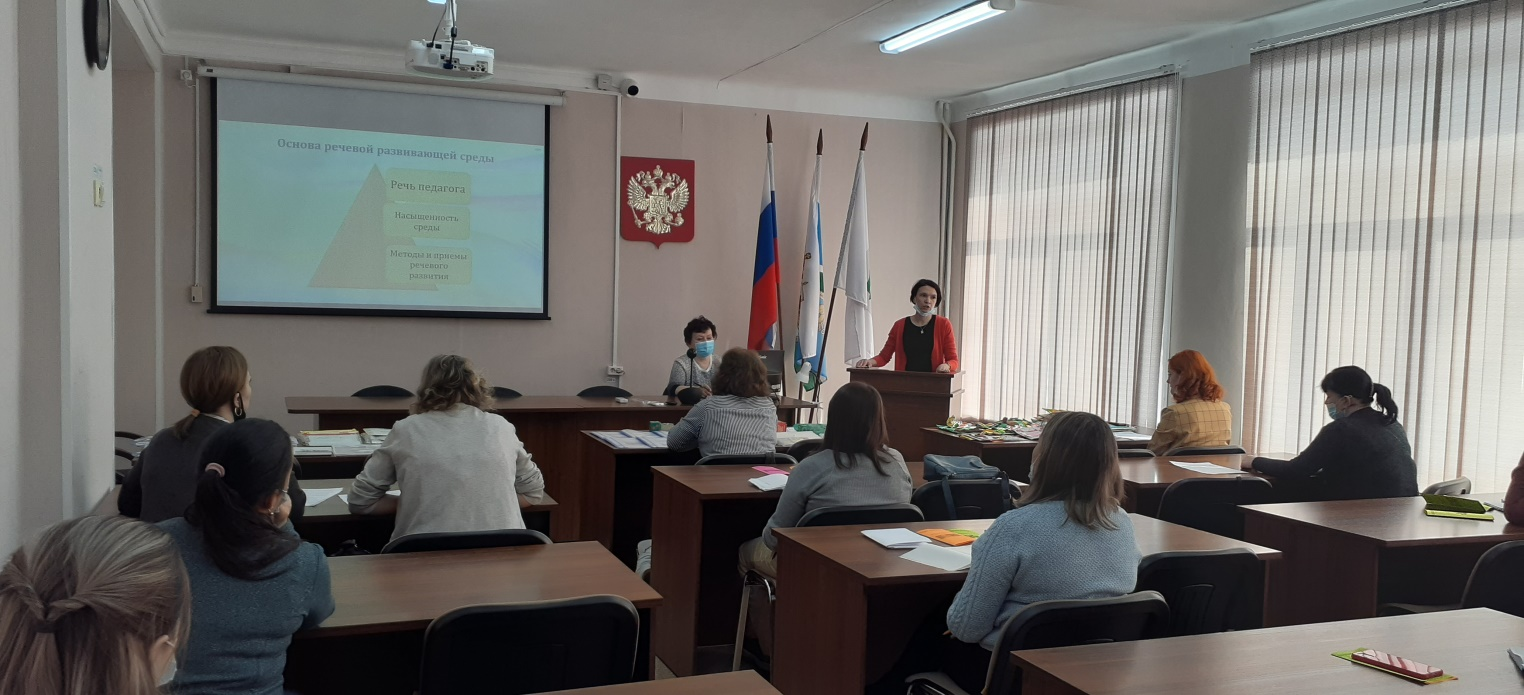 Основа речевой развивающей среды
Речь педагога
Насыщенность
среды
Методы и приемы
речевого
развития